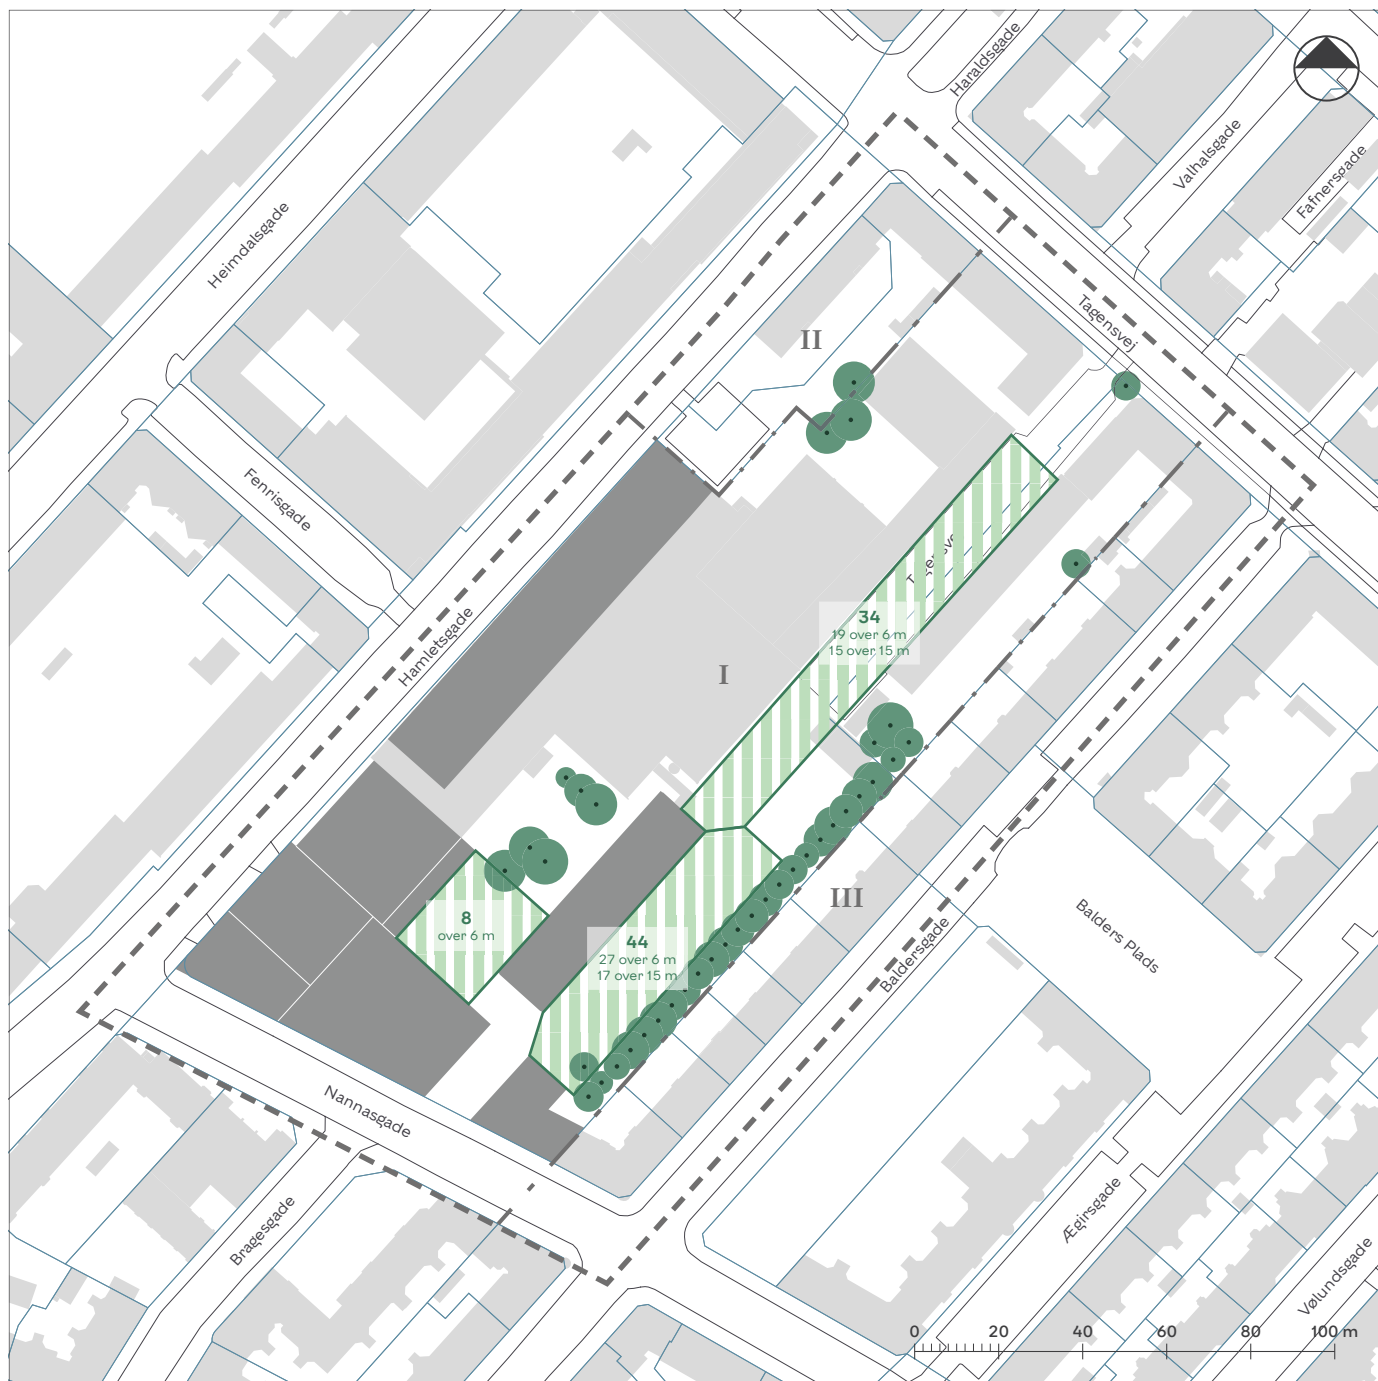 Haraldsgade
Valhalsgade
Fafnersgade
Heimdalsgade
Tagensvej
II
Fenrisgade
Hamletsgade
34
19 over 6 m
15 over 15 m
I
III
8
over 6 m
44
27 over 6 m
17 over 15 m
Baldersgade
Balders Plads
Nannasgade
Bragesgade
Ægirsgade
Vølundsgade
0 20 40 60 80 100 m